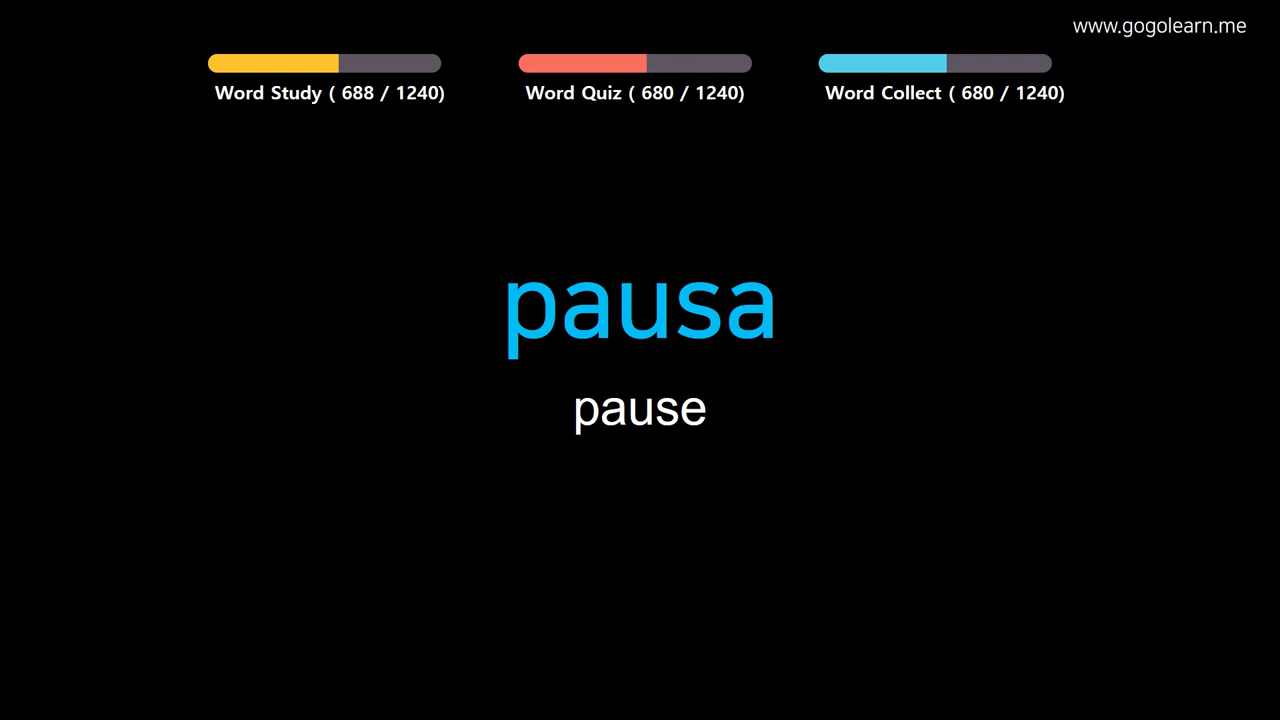 www.gogolearn.me
Word Study ( 688 / 1240)
Word Quiz ( 680 / 1240)
Word Collect ( 680 / 1240)
pausa
pause